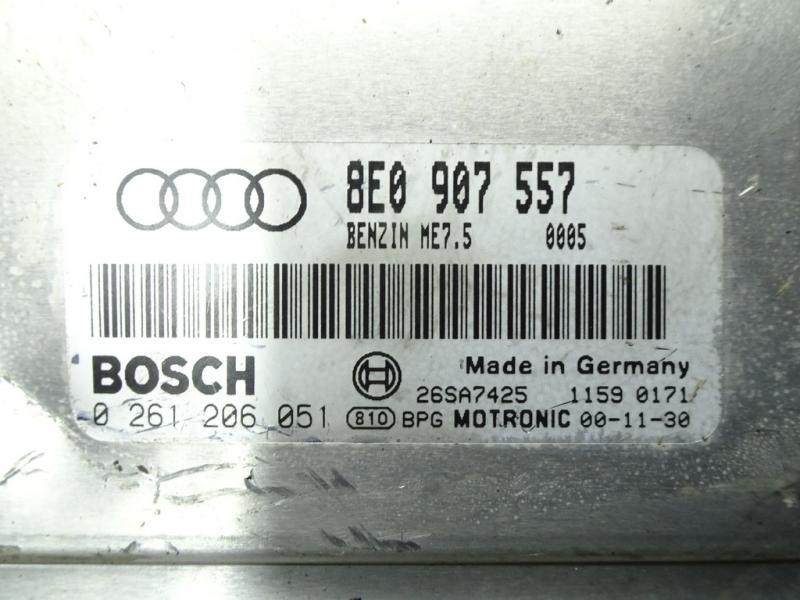 8E0 907 557
BENZIN ME7.5 0005
BOSCH Made in Germany
26SA7425 1159 0171
0 261 206 051 810 BPG MOTRONIC 00-11-30